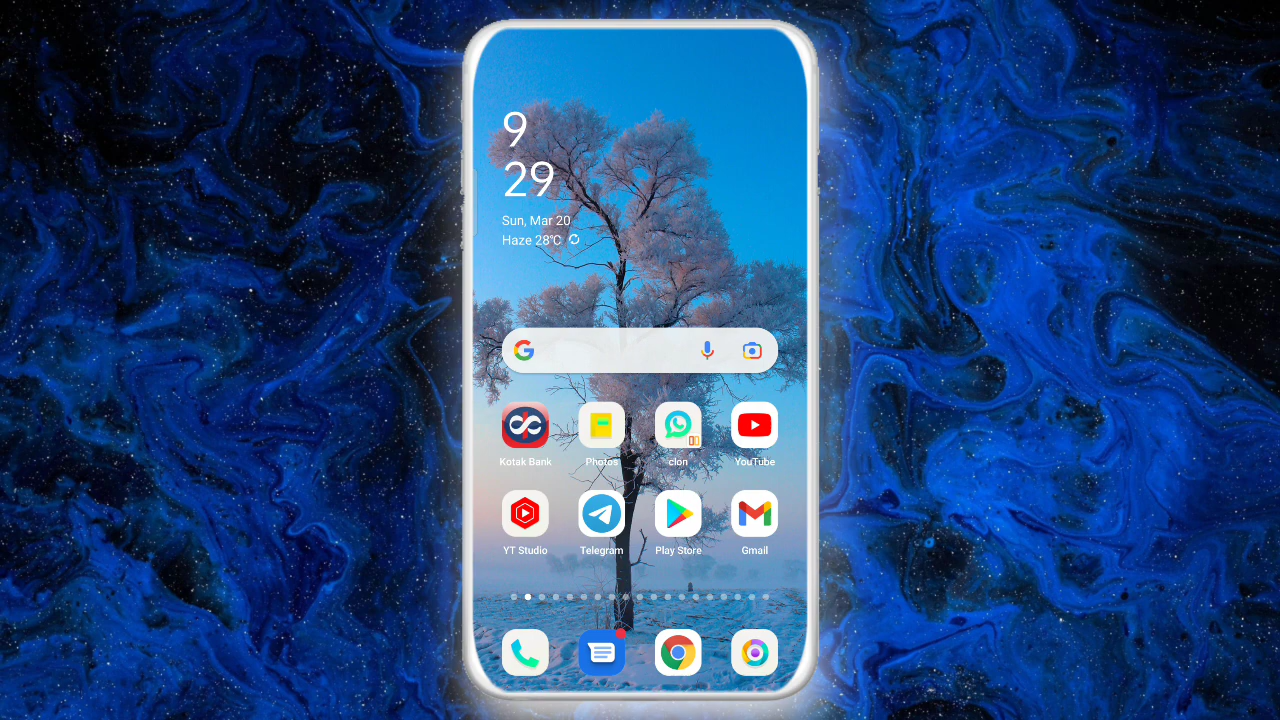 9
29
Sun, Mar 20
Haze 28°C
Kotak Bank
Photos
clon
YouTube
YT Studio
Telegram
Play Store
Gmail